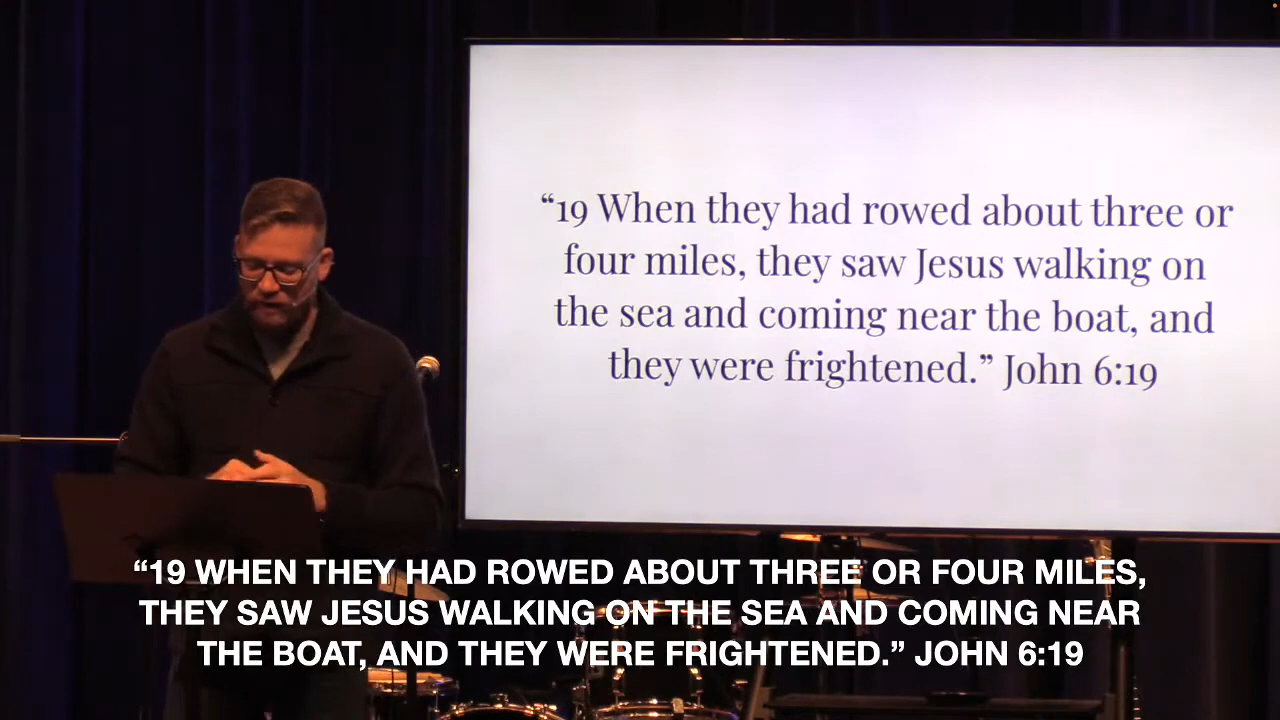 “19 When they had rowed about three or
four miles, they saw Jesus walking on
the sea and coming near the boat, and
they were frightened.” John 6:19
“19 WHEN THEY HAD ROWED ABOUT THREE OR FOUR MILES,
THEY SAW JESUS WALKING ON THE SEA AND COMING NEAR
THE BOAT, AND THEY WERE FRIGHTENED.” JOHN 6:19